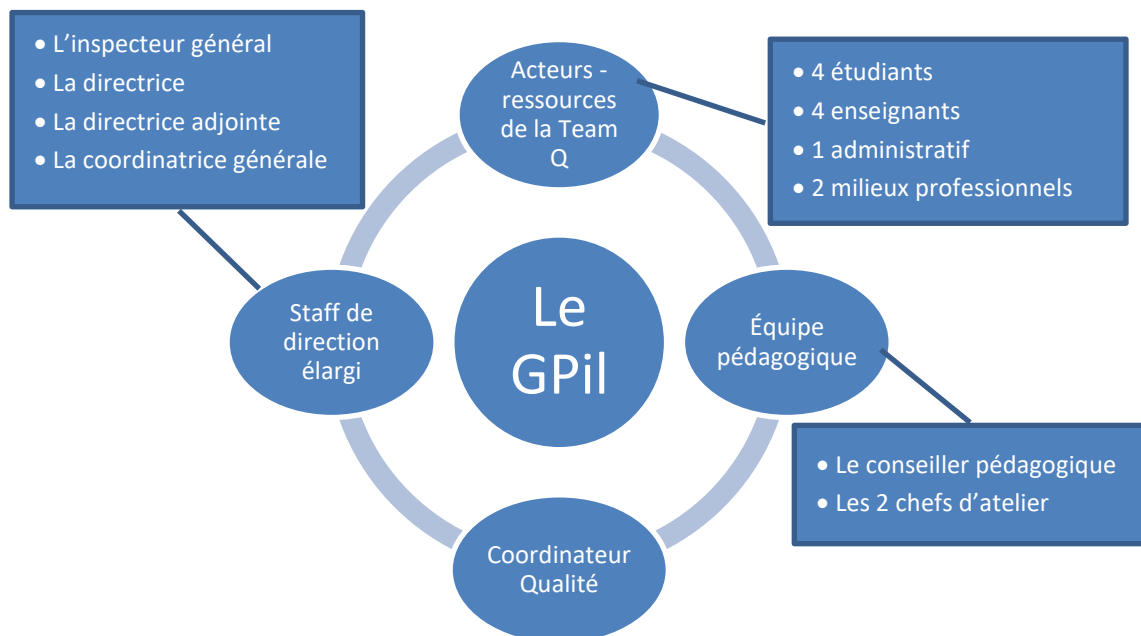 • L'inspecteur général
• La directrice
• La directrice adjointe
• La coordinatrice générale
Acteurs -
ressources
de la Team
Q
• 4 étudiants
• 4 enseignants
• 1 administratif
• 2 milieux professionnels
Staff de
direction
élargi
Le
GPil
Équipe
pédagogique
• Le conseiller pédagogique
• Les 2 chefs d'atelier
Coordinateur
Qualité